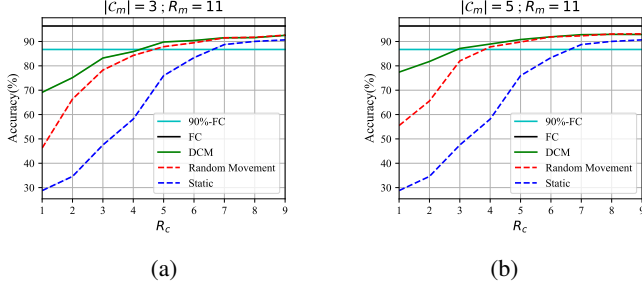 |C_m| = 3 ; R_m = 11
Accuracy(%)
90
80
70
60
50
40
30
90%-FC
FC
DCM
Random Movement
Static
1 2 3 4 5 6 7 8 9
R_c
(a)
|C_m| = 5 ; R_m = 11
Accuracy(%)
90
80
70
60
50
40
30
90%-FC
FC
DCM
Random Movement
Static
1 2 3 4 5 6 7 8 9
R_c
(b)